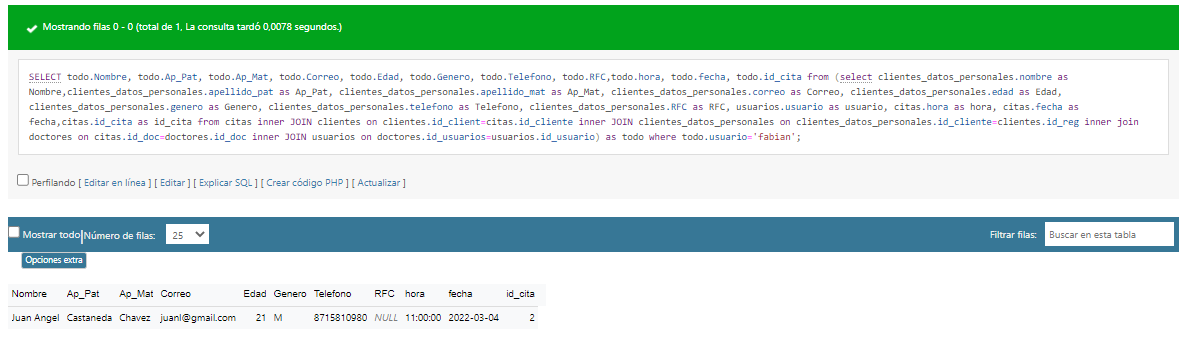 Mostrando filas 0 - 0 (total de 1, La consulta tardó 0,0078 segundos.)
SELECT todo.Nombre, todo.Ap_Pat, todo.Ap_Mat, todo.Correo, todo.Edad, todo.Genero, todo.Telefono, todo.RFC,todo.hora, todo.fecha, todo.id_cita from (select clientes_datos_personales.nombre as
Nombre,clientes_datos_personales.apellido_pat as Ap_Pat, clientes_datos_personales.apellido_mat as Ap_Mat, clientes_datos_personales.correo as Correo, clientes_datos_personales.edad as Edad,
clientes_datos_personales.genero as Genero, clientes_datos_personales.telefono as Telefono, clientes_datos_personales.RFC as RFC, usuarios.usuario as usuario, citas.hora as hora, citas.fecha as
fecha,citas.id_cita as id_cita from citas inner JOIN clientes on clientes.id_client=citas.id_cliente inner JOIN clientes_datos_personales on clientes_datos_personales.id_cliente=clientes.id_reg inner join
doctores on citas.id_doc=doctores.id_doc inner JOIN usuarios on doctores.id_usuarios=usuarios.id_usuario) as todo where todo.usuario='fabian';
Perfilando [ Editar en línea ] [ Editar ] [ Explicar SQL ] [ Crear código PHP ] [ Actualizar ]
Mostrar todo Número de filas: 25 Filtrar filas: Buscar en esta tabla
Opciones extra
Nombre Ap_Pat Ap_Mat Correo Edad Genero Telefono RFC hora fecha id_cita
Juan Angel Castaneda Chavez juanl@gmail.com 21 M 8715810980 NULL 11:00:00 2022-03-04 2